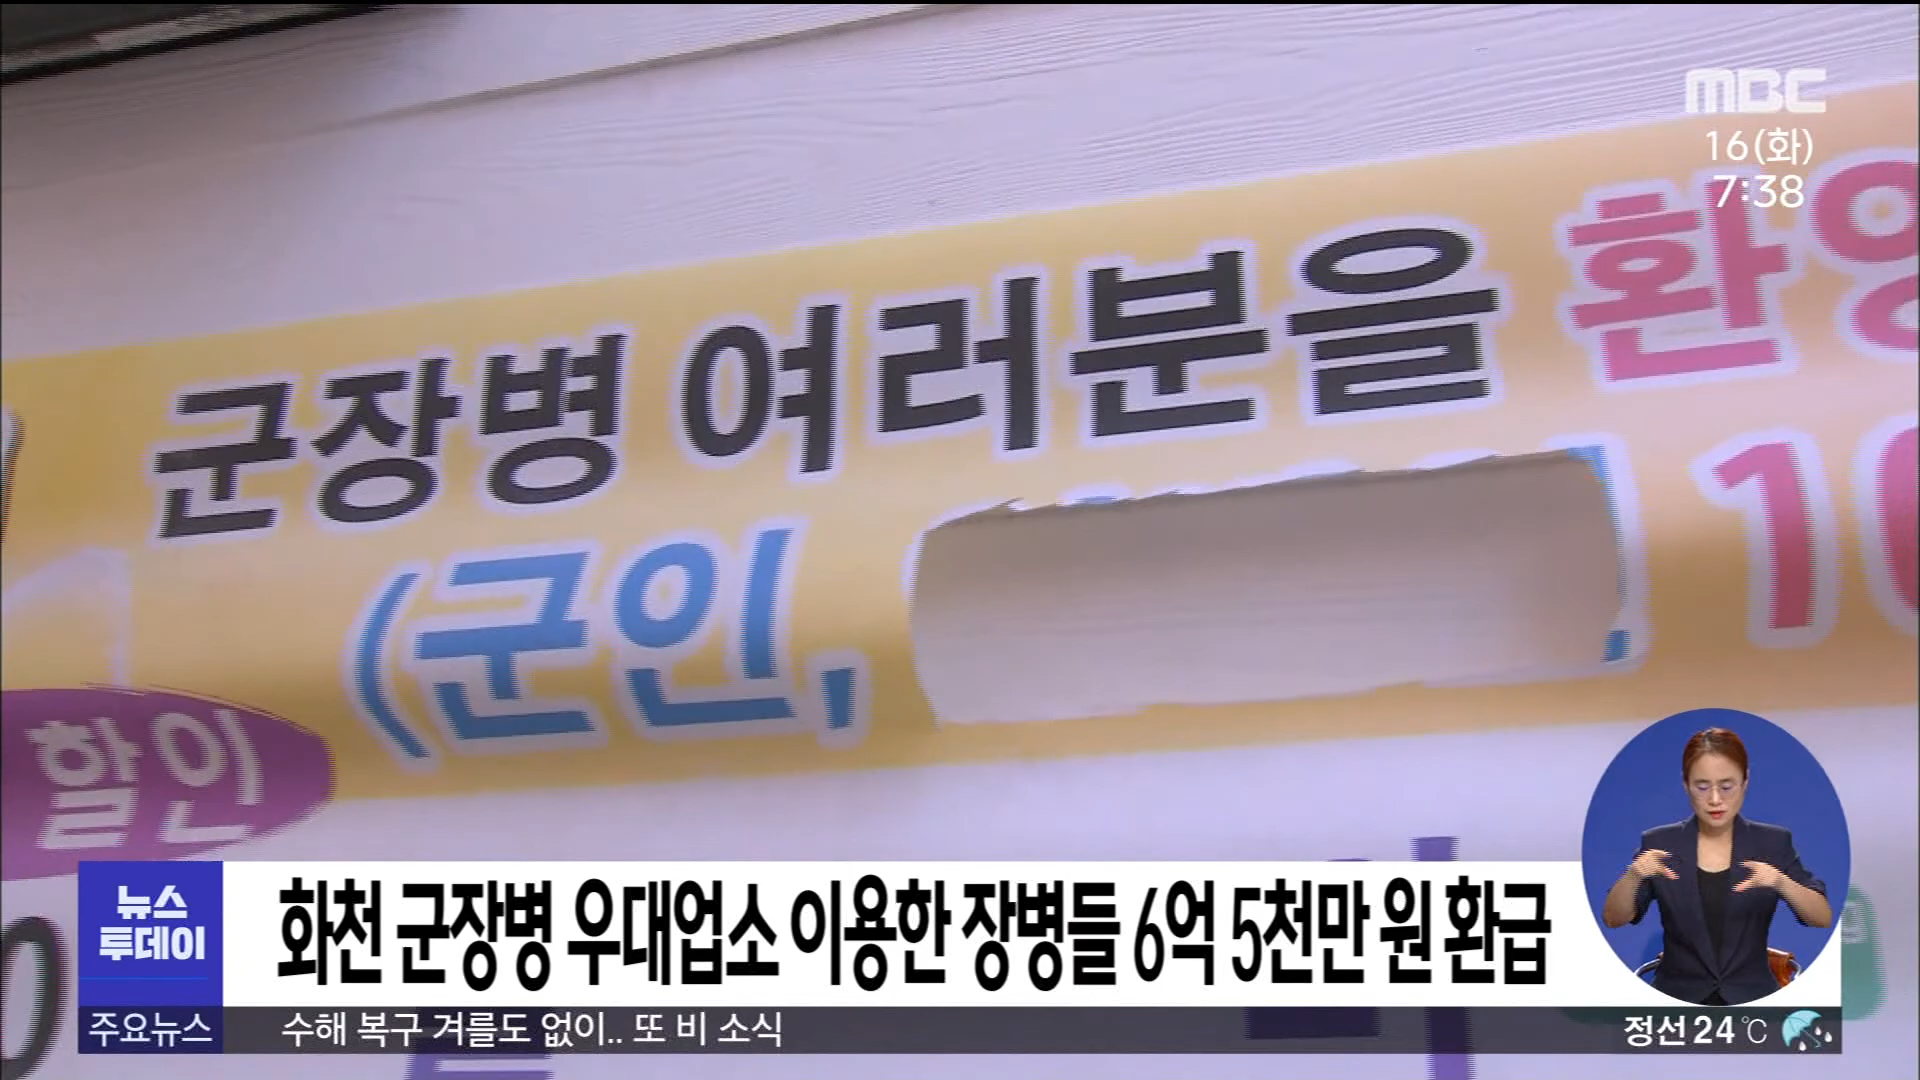 MBC
16(화)
7:38
군장병 여러분을 환영
(군인,
할인
뉴스
투데이
화천 군장병 우대업소 이용한 장병들 6억 5천만 원 환급
주요뉴스
수해 복구 겨를도 없이.. 또 비 소식
정선 24℃